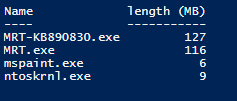 Name length (MB)
---- -----------
MRT-KB890830.exe 127
MRT.exe 116
mspaint.exe 6
ntoskrnl.exe 9